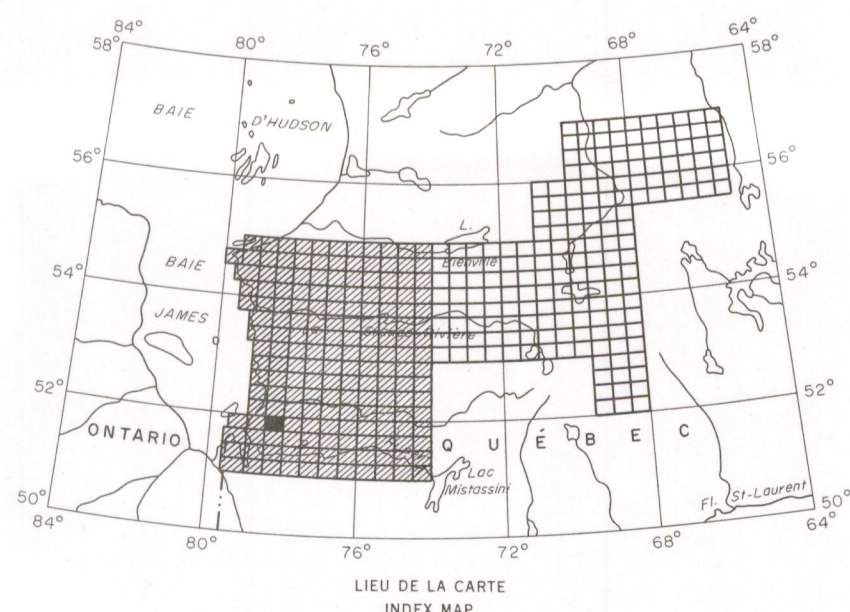 84°
80°
76°
72°
68°
64°
58°
58°
BAIE
D'HUDSON
56°
56°
L.
Bienville
BAIE
54°
54°
JAMES
La Grande Rivière
52°
52°
ONTARIO
QUÉBEC
Lac
Mistassini
Fl. St-Laurent
50°
50°
84°
80°
76°
72°
68°
64°
LIEU DE LA CARTE
INDEX MAP